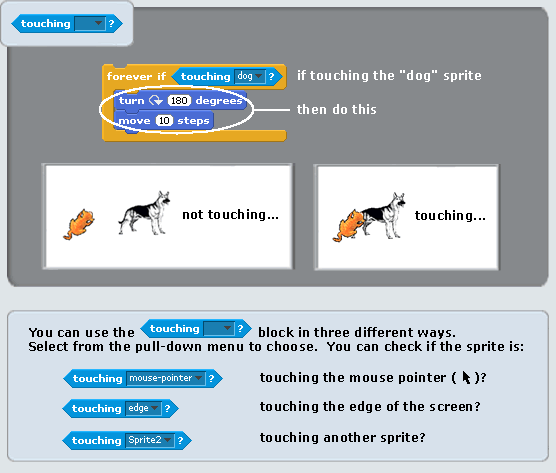 touching ?
forever if touching dog ? if touching the "dog" sprite
turn 180 degrees
then do this
move 10 steps
not touching...
touching...
You can use the touching ? block in three different ways.
Select from the pull-down menu to choose. You can check if the sprite is:
touching mouse-pointer ? touching the mouse pointer ( )?
touching edge ? touching the edge of the screen?
touching Sprite2 ? touching another sprite?